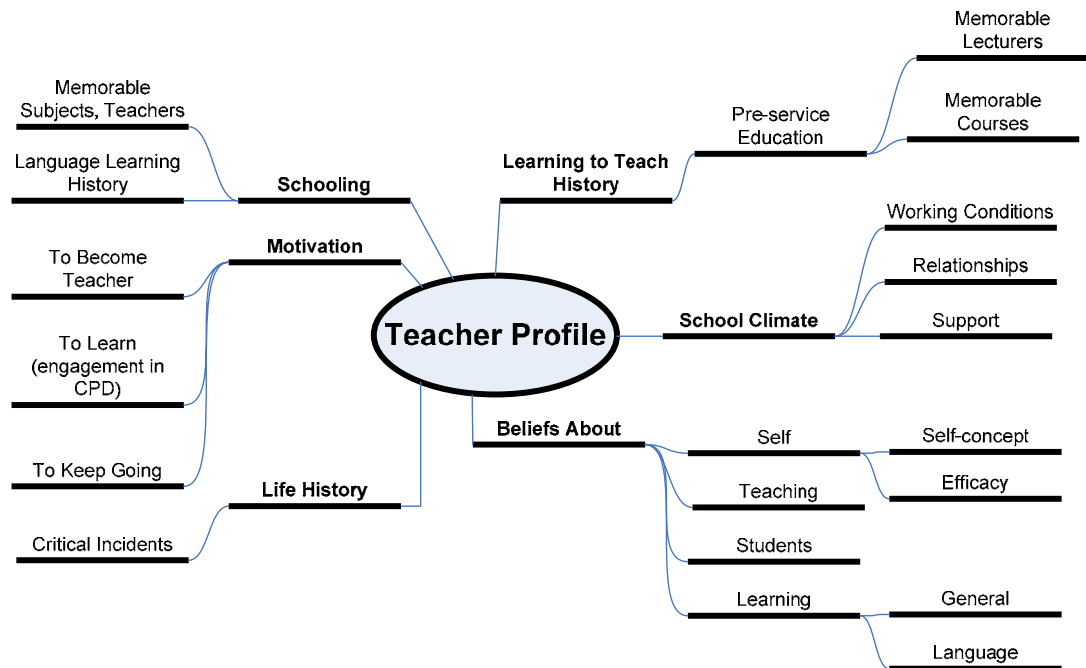 Teacher Profile
Schooling
Memorable
Subjects, Teachers
Language Learning
History
Motivation
To Become
Teacher
To Learn
(engagement in
CPD)
To Keep Going
Life History
Critical Incidents
Learning to Teach
History
Pre-service
Education
Memorable
Lecturers
Memorable
Courses
School Climate
Working Conditions
Relationships
Support
Beliefs About
Self
Self-concept
Efficacy
Teaching
Students
Learning
General
Language